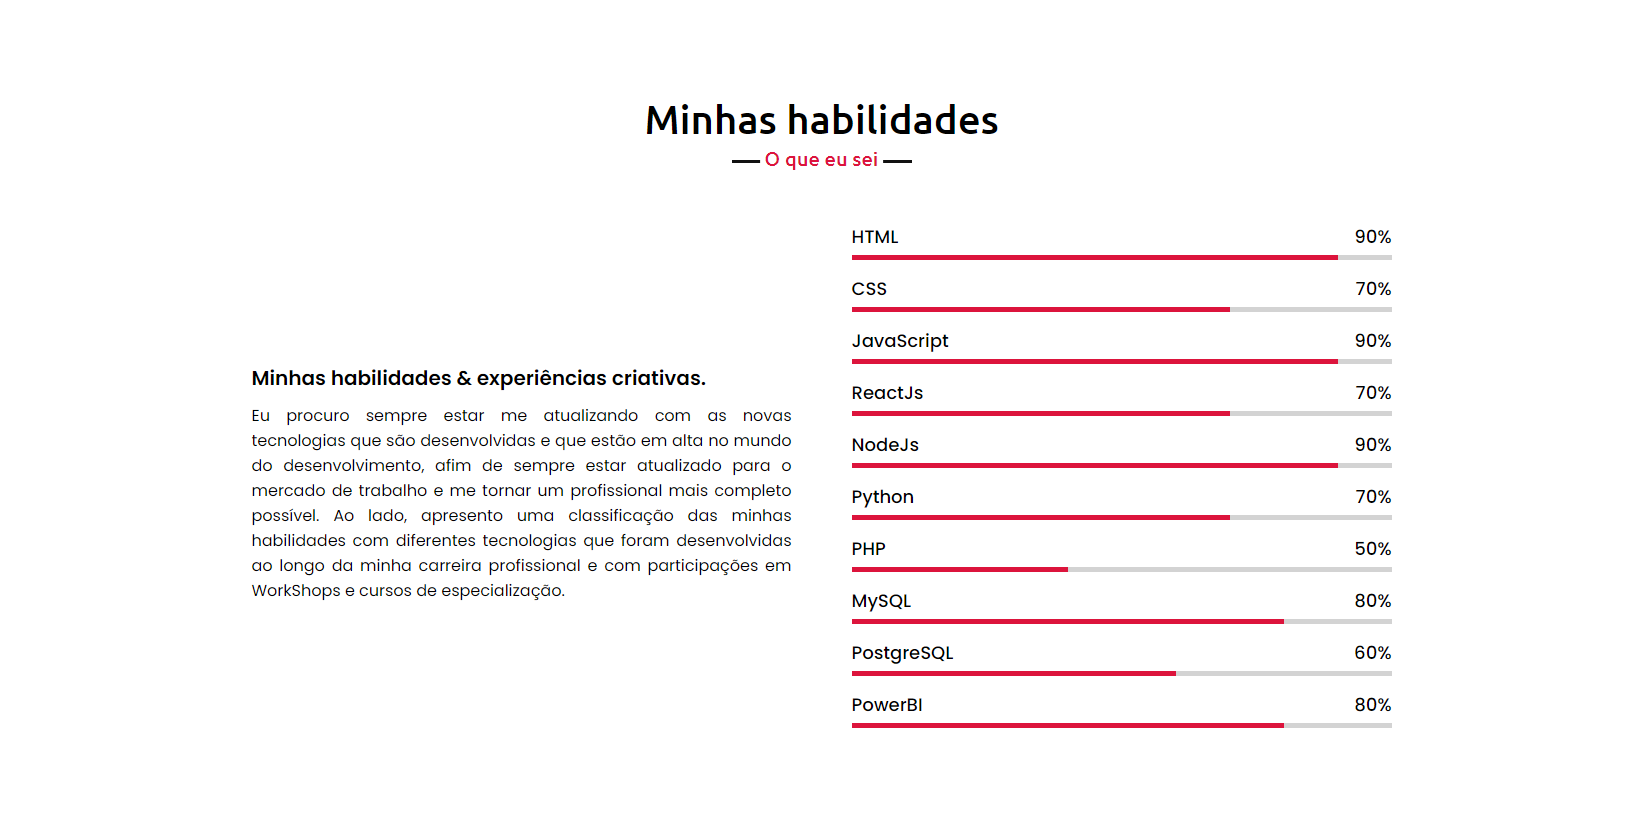 Minhas habilidades
O que eu sei
Minhas habilidades & experiências criativas.
Eu procuro sempre estar me atualizando com as novas
tecnologias que são desenvolvidas e que estão em alta no mundo
do desenvolvimento, afim de sempre estar atualizado para o
mercado de trabalho e me tornar um profissional mais completo
possível. Ao lado, apresento uma classificação das minhas
habilidades com diferentes tecnologias que foram desenvolvidas
ao longo da minha carreira profissional e com participações em
WorkShops e cursos de especialização.
HTML 90%
CSS 70%
JavaScript 90%
ReactJs 70%
NodeJs 90%
Python 70%
PHP 50%
MySQL 80%
PostgreSQL 60%
PowerBI 80%